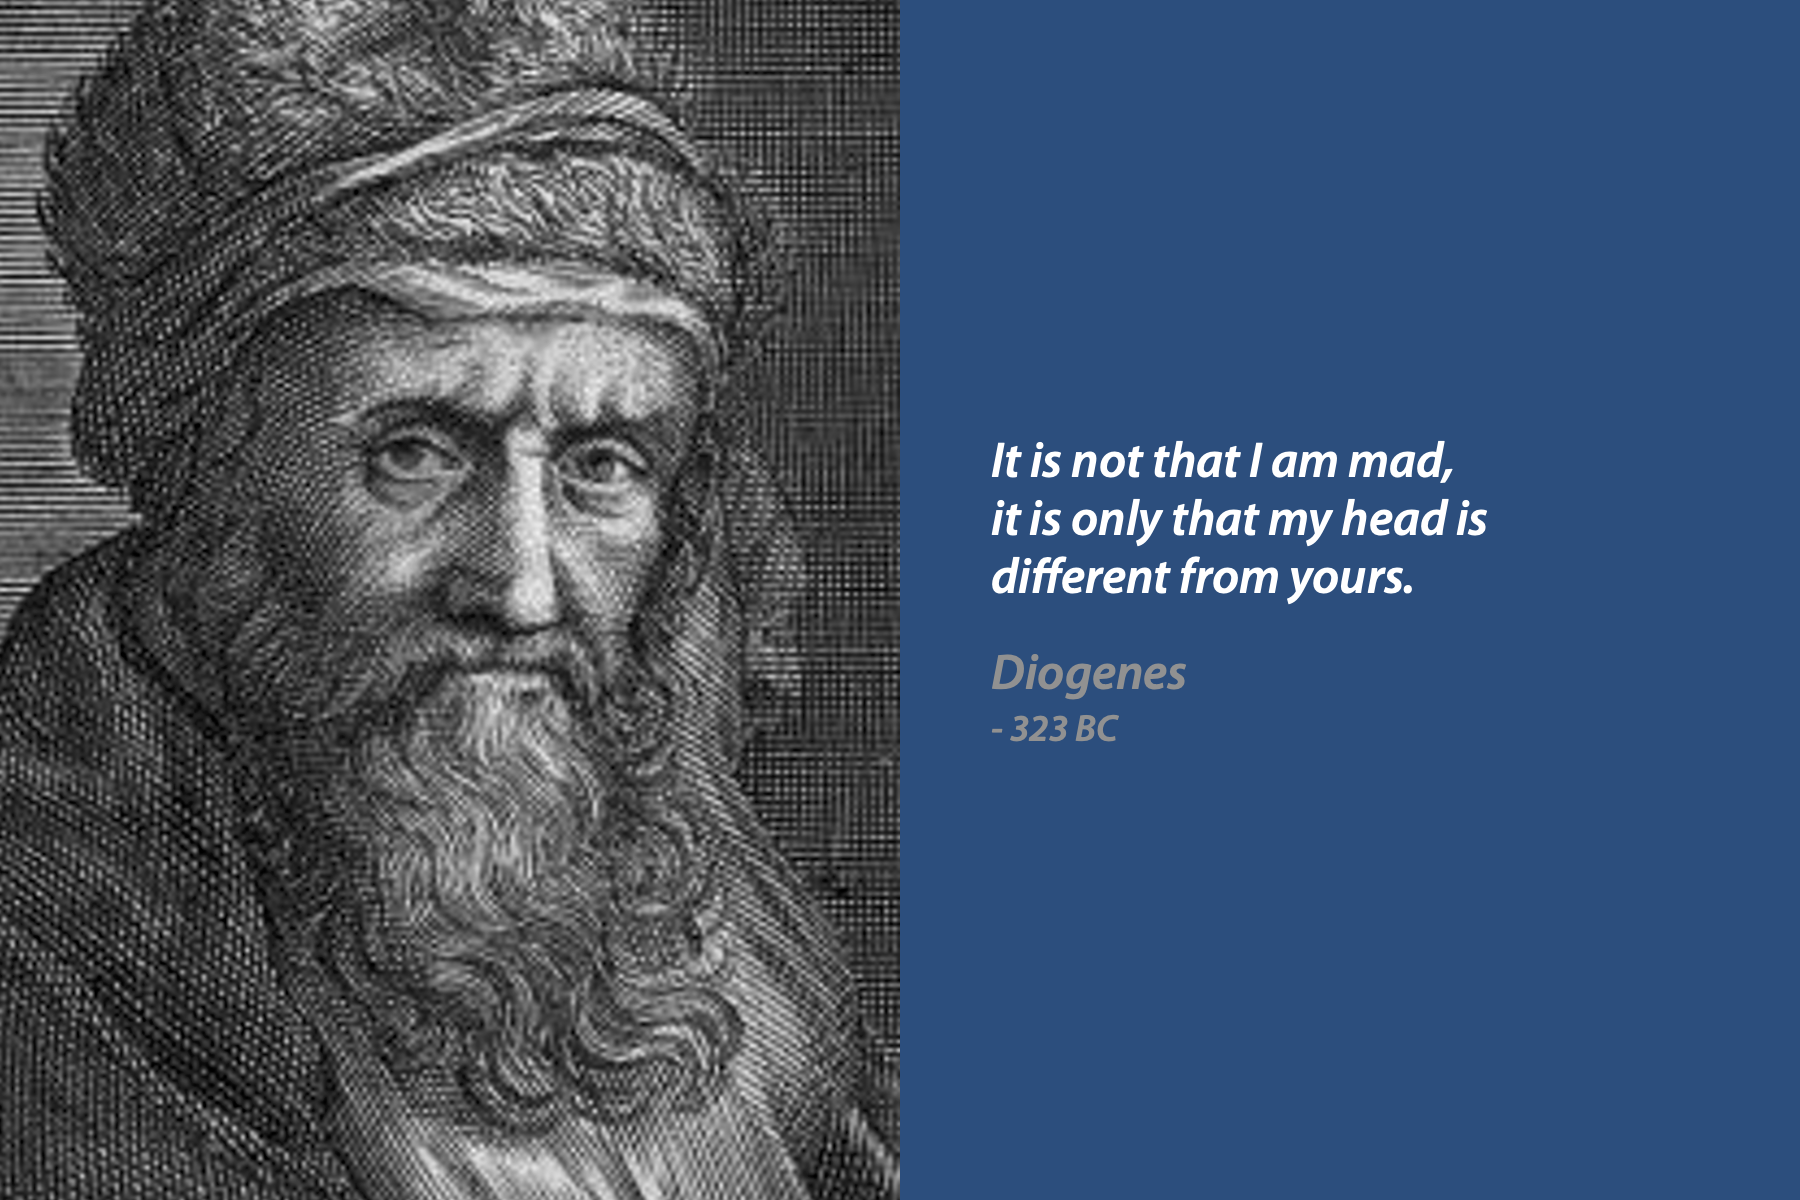 It is not that I am mad,
it is only that my head is
different from yours.
Diogenes
- 323 BC